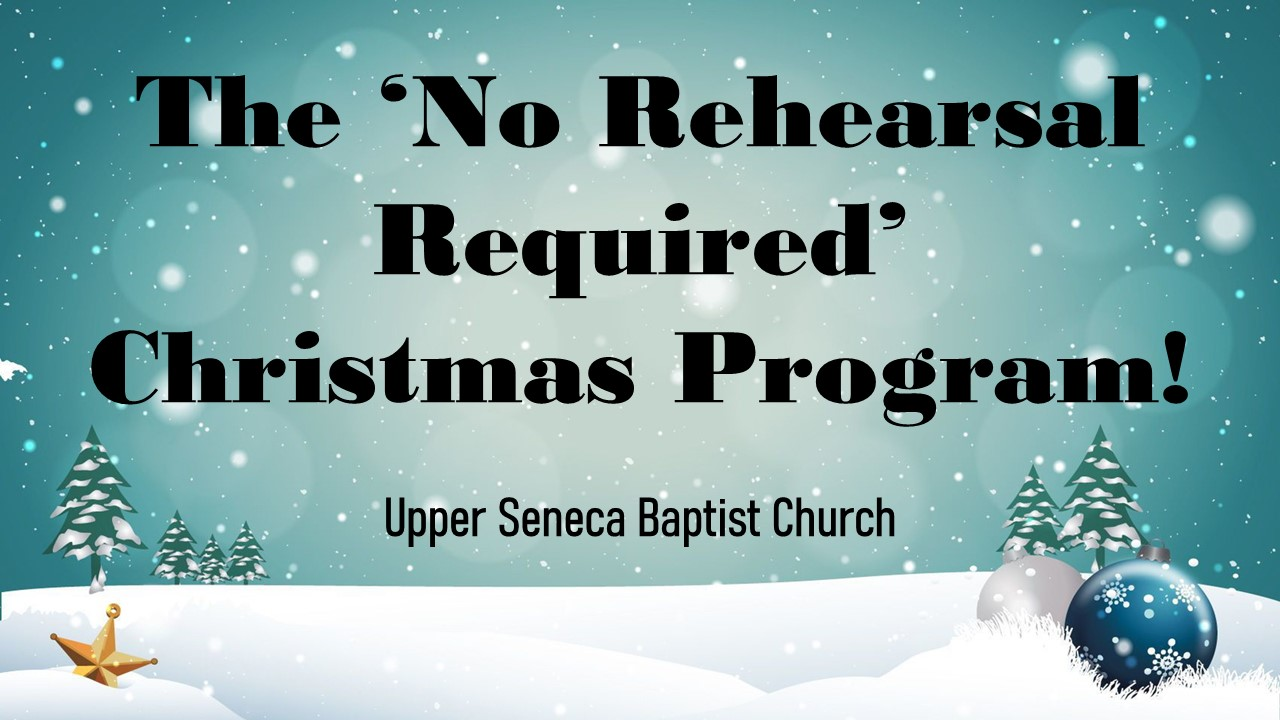 The ‘No Rehearsal
Required’
Christmas Program!
Upper Seneca Baptist Church